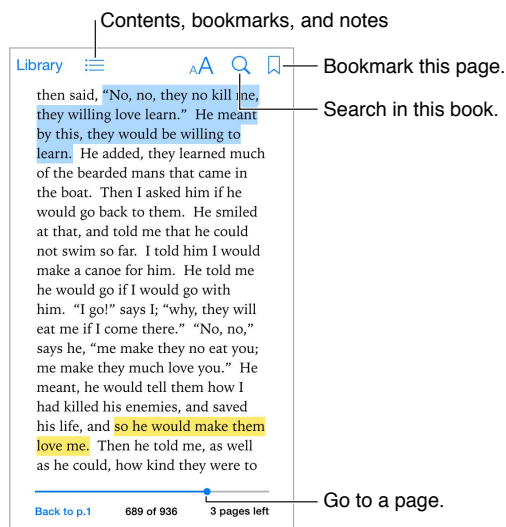 Contents, bookmarks, and notes
Library
AA
Bookmark this page.
Search in this book.
then said, “No, no, they no kill me,
they willing love learn.”  He meant
by this, they would be willing to
learn.  He added, they learned much
of the bearded mans that came in
the boat.  Then I asked him if he
would go back to them.  He smiled
at that, and told me that he could
not swim so far.  I told him I would
make a canoe for him.  He told me
he would go if I would go with
him.  “I go!” says I; “why, they will
eat me if I come there.”  “No, no,”
says he, “me make they no eat you;
me make they much love you.”  He
meant, he would tell them how I
had killed his enemies, and saved
his life, and so he would make them
love me.  Then he told me, as well
as he could, how kind they were to
Go to a page.
Back to p.1 689 of 936 3 pages left